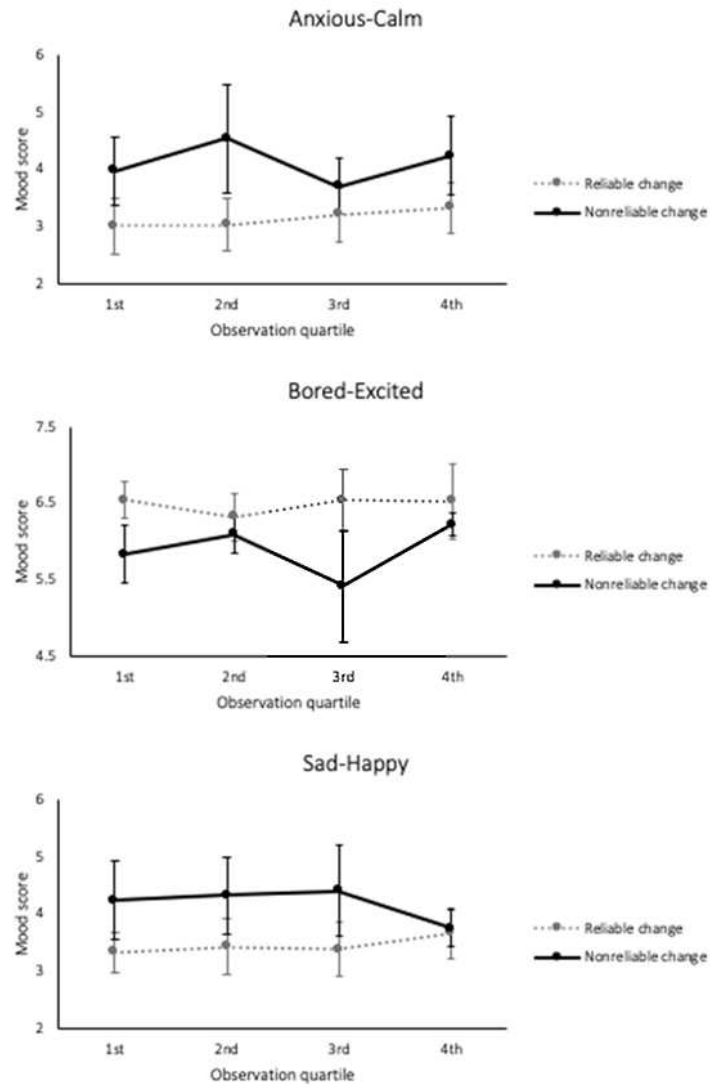 Anxious-Calm
6
5
4
3
2
Mood score
1st 2nd 3rd 4th
Observation quartile
Reliable change
Nonreliable change
Bored-Excited
7.5
6.5
5.5
4.5
Mood score
1st 2nd 3rd 4th
Observation quartile
Reliable change
Nonreliable change
Sad-Happy
6
5
4
3
2
Mood score
1st 2nd 3rd 4th
Observation quartile
Reliable change
Nonreliable change